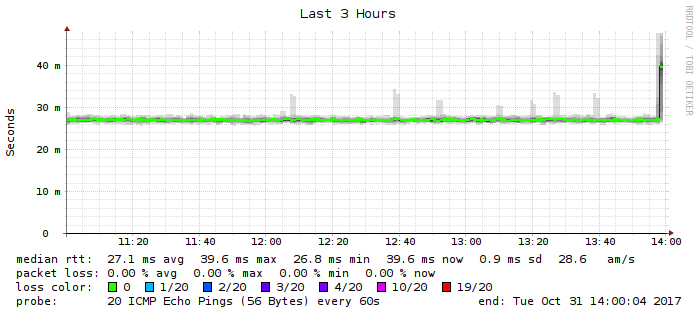 Last 3 Hours
RRDTOOL / TOBI OETIKER
Seconds
40 m
30 m
20 m
10 m
0
11:20 11:40 12:00 12:20 12:40 13:00 13:20 13:40 14:00
median rtt: 27.1 ms avg 39.6 ms max 26.8 ms min 39.6 ms now 0.9 ms sd 28.6 am/s
packet loss: 0.00 % avg 0.00 % max 0.00 % min 0.00 % now
loss color: 0 1/20 2/20 3/20 4/20 10/20 19/20
probe: 20 ICMP Echo Pings (56 Bytes) every 60s end: Tue Oct 31 14:00:04 2017